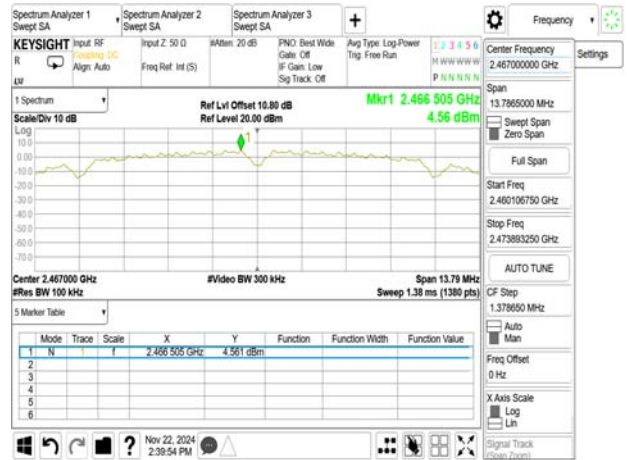 Spectrum Analyzer 1
Swept SA
Spectrum Analyzer 2
Swept SA
Spectrum Analyzer 3
Swept SA
+
Frequency
KEYSIGHT
R
Input: RF
Coupling: DC
Align: Auto
Input Z: 50 Ω
Freq Ref: Int (S)
#Atten: 20 dB
PNO: Best Wide
Gate: Off
IF Gain: Low
Sig Track: Off
Avg Type: Log-Power
Trig: Free Run
1 2 3 4 5 6
M W W W W W
P N N N N N
Center Frequency
2.467000000 GHz
Settings
Span
13.7865000 MHz
Swept Span
Zero Span
Full Span
Start Freq
2.460106750 GHz
Stop Freq
2.473893250 GHz
AUTO TUNE
CF Step
1.378650 MHz
Auto
Man
Freq Offset
0 Hz
X Axis Scale
Log
Lin
Signal Track
(Span Zoom)
1 Spectrum
Scale/Div 10 dB
Ref Lvl Offset 10.80 dB
Ref Level 20.00 dBm
Mkr1 2.466 505 GHz
4.56 dBm
Log
10.0
0.00
-10.0
-20.0
-30.0
-40.0
-50.0
-60.0
-70.0
1
Center 2.467000 GHz
#Res BW 100 kHz
#Video BW 300 kHz
Span 13.79 MHz
Sweep 1.38 ms (1380 pts)
5 Marker Table
Mode Trace Scale X Y Function Function Width Function Value
1 N 1 f 2.466 505 GHz 4.561 dBm
2
3
4
5
6
?
Nov 22, 2024
2:39:54 PM